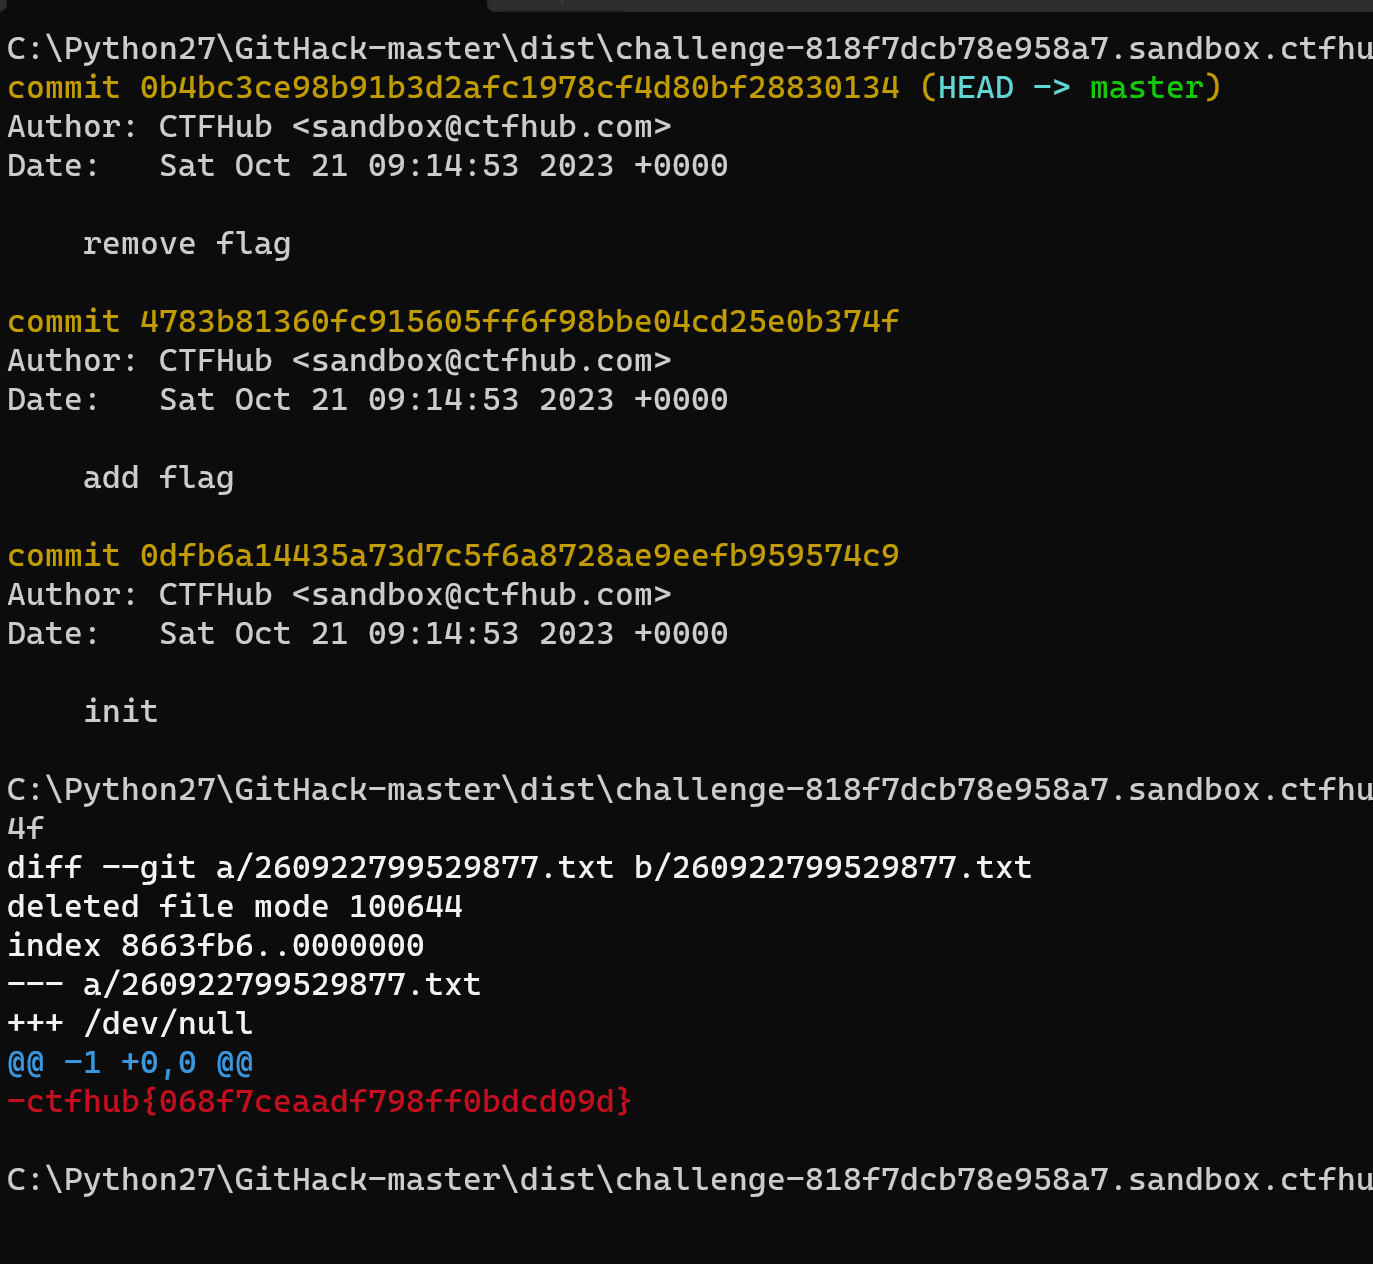 C:\Python27\GitHack-master\dist\challenge-818f7dcb78e958a7.sandbox.ctfhu
commit 0b4bc3ce98b91b3d2afc1978cf4d80bf28830134 (HEAD -> master)
Author: CTFHub <sandbox@ctfhub.com>
Date:   Sat Oct 21 09:14:53 2023 +0000
    remove flag
commit 4783b81360fc915605ff6f98bbe04cd25e0b374f
Author: CTFHub <sandbox@ctfhub.com>
Date:   Sat Oct 21 09:14:53 2023 +0000
    add flag
commit 0dfb6a14435a73d7c5f6a8728ae9eefb959574c9
Author: CTFHub <sandbox@ctfhub.com>
Date:   Sat Oct 21 09:14:53 2023 +0000
    init
C:\Python27\GitHack-master\dist\challenge-818f7dcb78e958a7.sandbox.ctfhu
4f
diff --git a/260922799529877.txt b/260922799529877.txt
deleted file mode 100644
index 8663fb6..0000000
--- a/260922799529877.txt
+++ /dev/null
@@ -1 +0,0 @@
-ctfhub{068f7ceaadf798ff0bdcd09d}
C:\Python27\GitHack-master\dist\challenge-818f7dcb78e958a7.sandbox.ctfhu